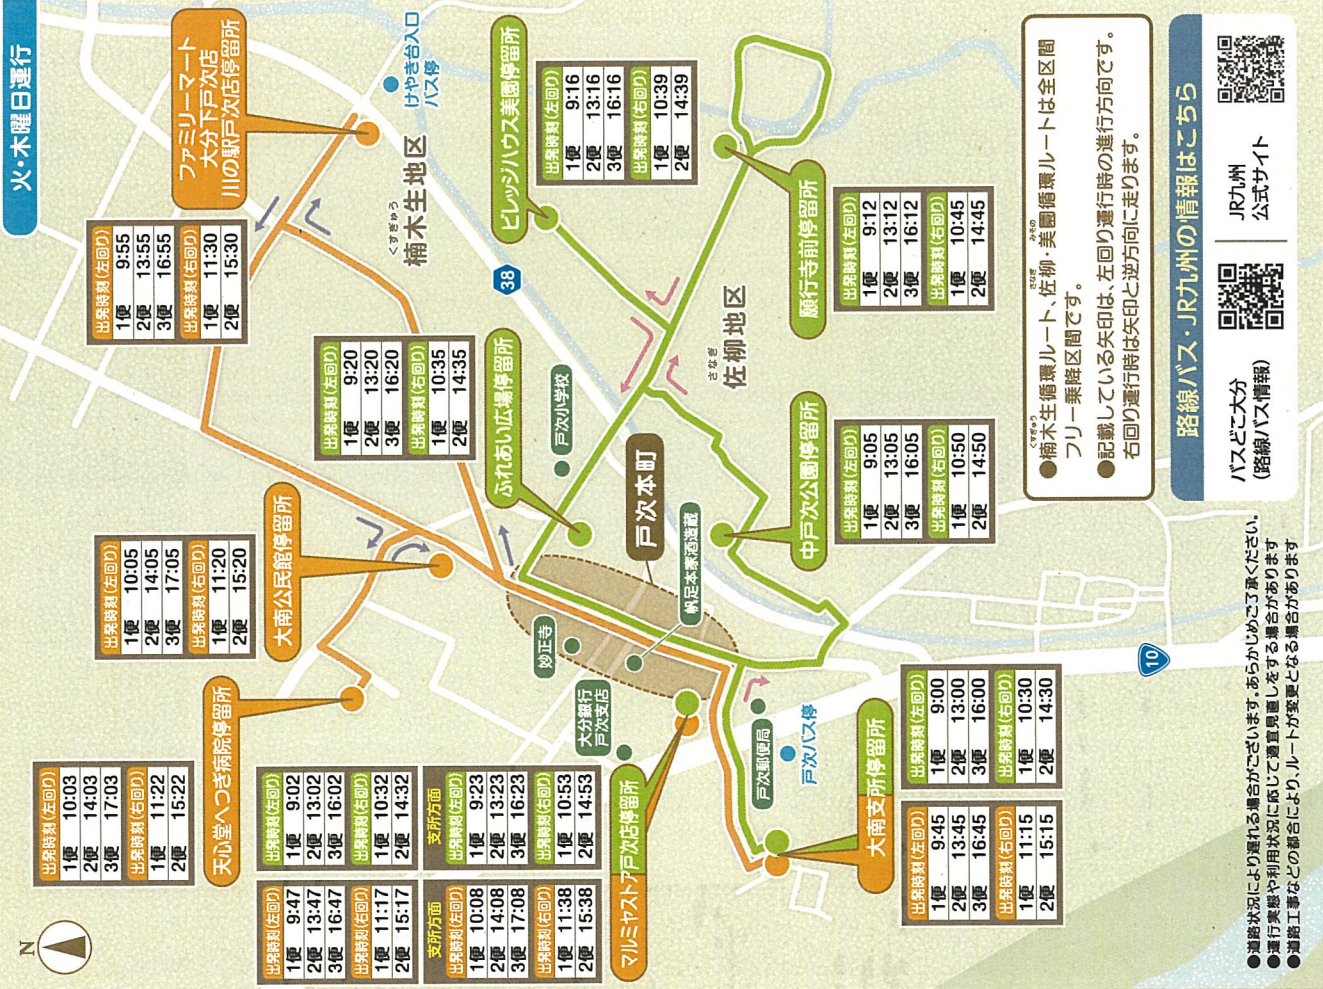 火・木曜日運行
ファミリーマート
大分下戸次店
川の駅戸次店停留所
出発時刻(左回り)
1便 9:55
2便 13:55
3便 16:55
出発時刻(右回り)
1便 11:30
2便 15:30
けやき台入口
バス停
くすぎゅう
楠木生地区
38
ビレッジハウス美園停留所
出発時刻(左回り)
1便 9:16
2便 13:16
3便 16:16
出発時刻(右回り)
1便 10:39
2便 14:39
願行寺前停留所
出発時刻(左回り)
1便 9:12
2便 13:12
3便 16:12
出発時刻(右回り)
1便 10:45
2便 14:45
さなぎ
佐柳地区
ふれあい広場停留所
出発時刻(左回り)
1便 9:20
2便 13:20
3便 16:20
出発時刻(右回り)
1便 10:35
2便 14:35
戸次小学校
戸次本町
中戸次公園停留所
出発時刻(左回り)
1便 9:05
2便 13:05
3便 16:05
出発時刻(右回り)
1便 10:50
2便 14:50
大南公民館停留所
出発時刻(左回り)
1便 10:05
2便 14:05
3便 17:05
出発時刻(右回り)
1便 11:20
2便 15:20
妙正寺
帆足本家酒造蔵
天心堂へつぎ病院停留所
出発時刻(左回り)
1便 10:03
2便 14:03
3便 17:03
出発時刻(右回り)
1便 11:22
2便 15:22
大分銀行
戸次支店
マルミヤストア戸次店停留所
出発時刻(左回り)
1便 9:47
2便 13:47
3便 16:47
出発時刻(右回り)
1便 11:17
2便 15:17
支所方面
出発時刻(左回り)
1便 10:08
2便 14:08
3便 17:08
出発時刻(右回り)
1便 11:38
2便 15:38
出発時刻(左回り)
1便 9:02
2便 13:02
3便 16:02
出発時刻(右回り)
1便 10:32
2便 14:32
支所方面
出発時刻(左回り)
1便 9:23
2便 13:23
3便 16:23
出発時刻(右回り)
1便 10:53
2便 14:53
戸次郵便局
戸次バス停
大南支所停留所
出発時刻(左回り)
1便 9:45
2便 13:45
3便 16:45
出発時刻(右回り)
1便 11:15
2便 15:15
出発時刻(左回り)
1便 9:00
2便 13:00
3便 16:00
出発時刻(右回り)
1便 10:30
2便 14:30
10
N
くすぎゅう さなぎ みその
●楠木生循環ルート、佐柳・美園循環ルートは全区間
フリー乗降区間です。
●記載している矢印は、左回り運行時の進行方向です。
右回り運行時は矢印と逆方向に走ります。
路線バス・JR九州の情報はこちら
バスどこ大分
(路線バス情報)
JR九州
公式サイト
●道路状況により遅れる場合がございます。あらかじめご了承ください。
●運行実態や利用状況に応じて適宜見直しをする場合があります
●道路工事などの都合により、ルートが変更となる場合があります